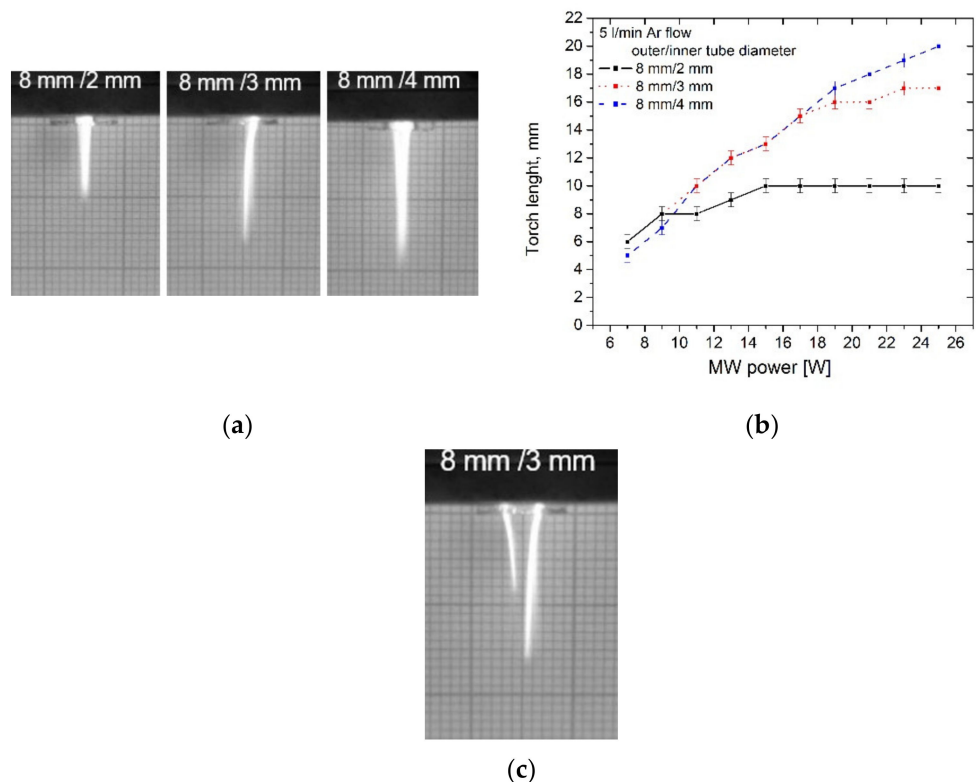 8 mm/2 mm
8 mm/3 mm
8 mm/4 mm
(a)
5 l/min Ar flow
outer/inner tube diameter
8 mm/2 mm
8 mm/3 mm
8 mm/4 mm
Torch lenght, mm
22
20
18
16
14
12
10
8
6
4
2
0
6 8 10 12 14 16 18 20 22 24 26
MW power [W]
(b)
8 mm /3 mm
(c)